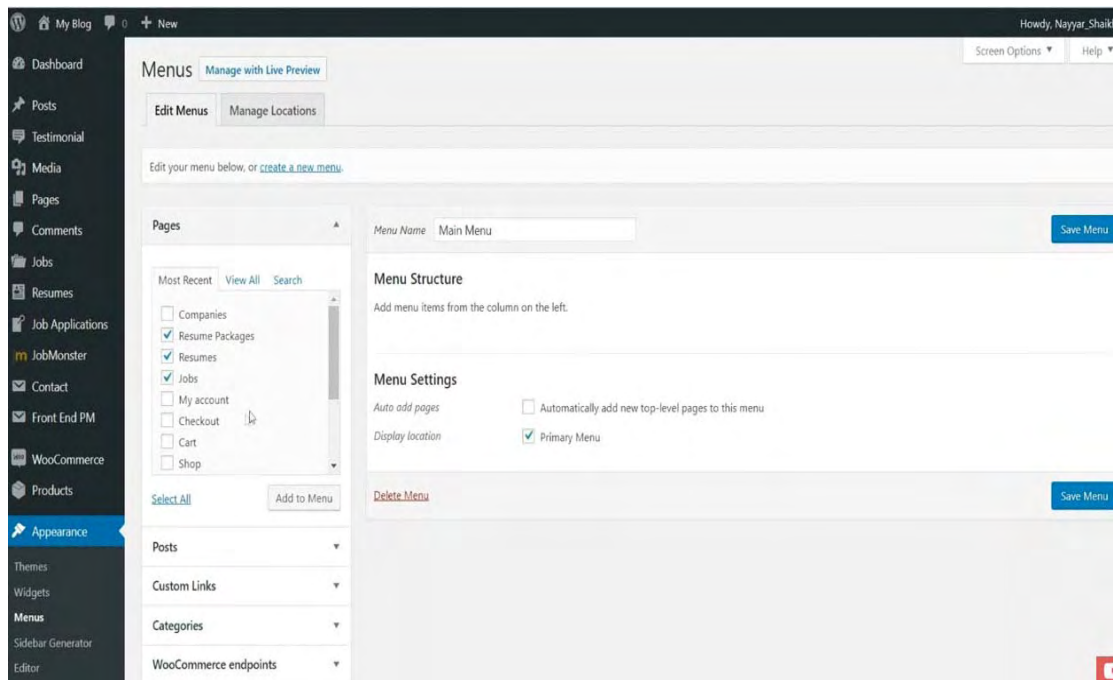 My Blog 0 + New Howdy, Nayyar_Shaikh
Screen Options Help
Dashboard
Posts
Testimonial
Media
Pages
Comments
Jobs
Resumes
Job Applications
m JobMonster
Contact
Front End PM
WooCommerce
Products
Appearance
Themes
Widgets
Menus
Sidebar Generator
Editor
Menus Manage with Live Preview
Edit Menus Manage Locations
Edit your menu below, or create a new menu.
Pages
Most Recent View All Search
Companies
Resume Packages
Resumes
Jobs
My account
Checkout
Cart
Shop
Select All Add to Menu
Posts
Custom Links
Categories
WooCommerce endpoints
Menu Name Main Menu Save Menu
Menu Structure
Add menu items from the column on the left.
Menu Settings
Auto add pages Automatically add new top-level pages to this menu
Display location Primary Menu
Delete Menu Save Menu